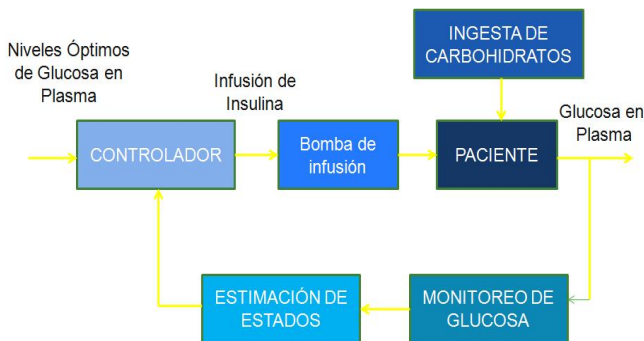 Niveles Óptimos
de Glucosa en
Plasma
Infusión de
Insulina
INGESTA DE
CARBOHIDRATOS
Glucosa en
Plasma
CONTROLADOR
Bomba de
infusión
PACIENTE
ESTIMACIÓN DE
ESTADOS
MONITOREO DE
GLUCOSA